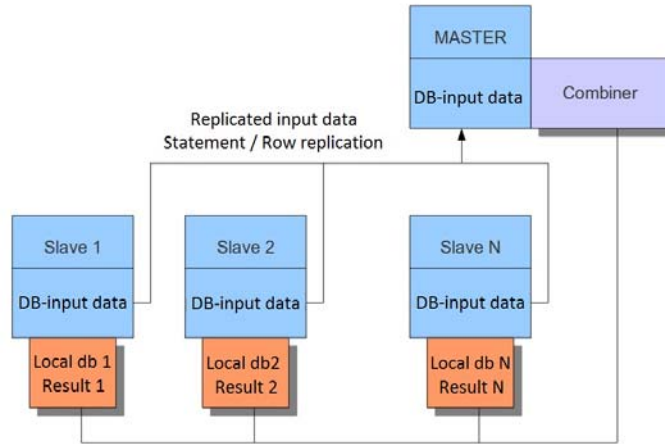 MASTER
DB-input data
Combiner
Replicated input data
Statement / Row replication
Slave 1
DB-input data
Local db 1
Result 1
Slave 2
DB-input data
Local db2
Result 2
Slave N
DB-input data
Local db N
Result N